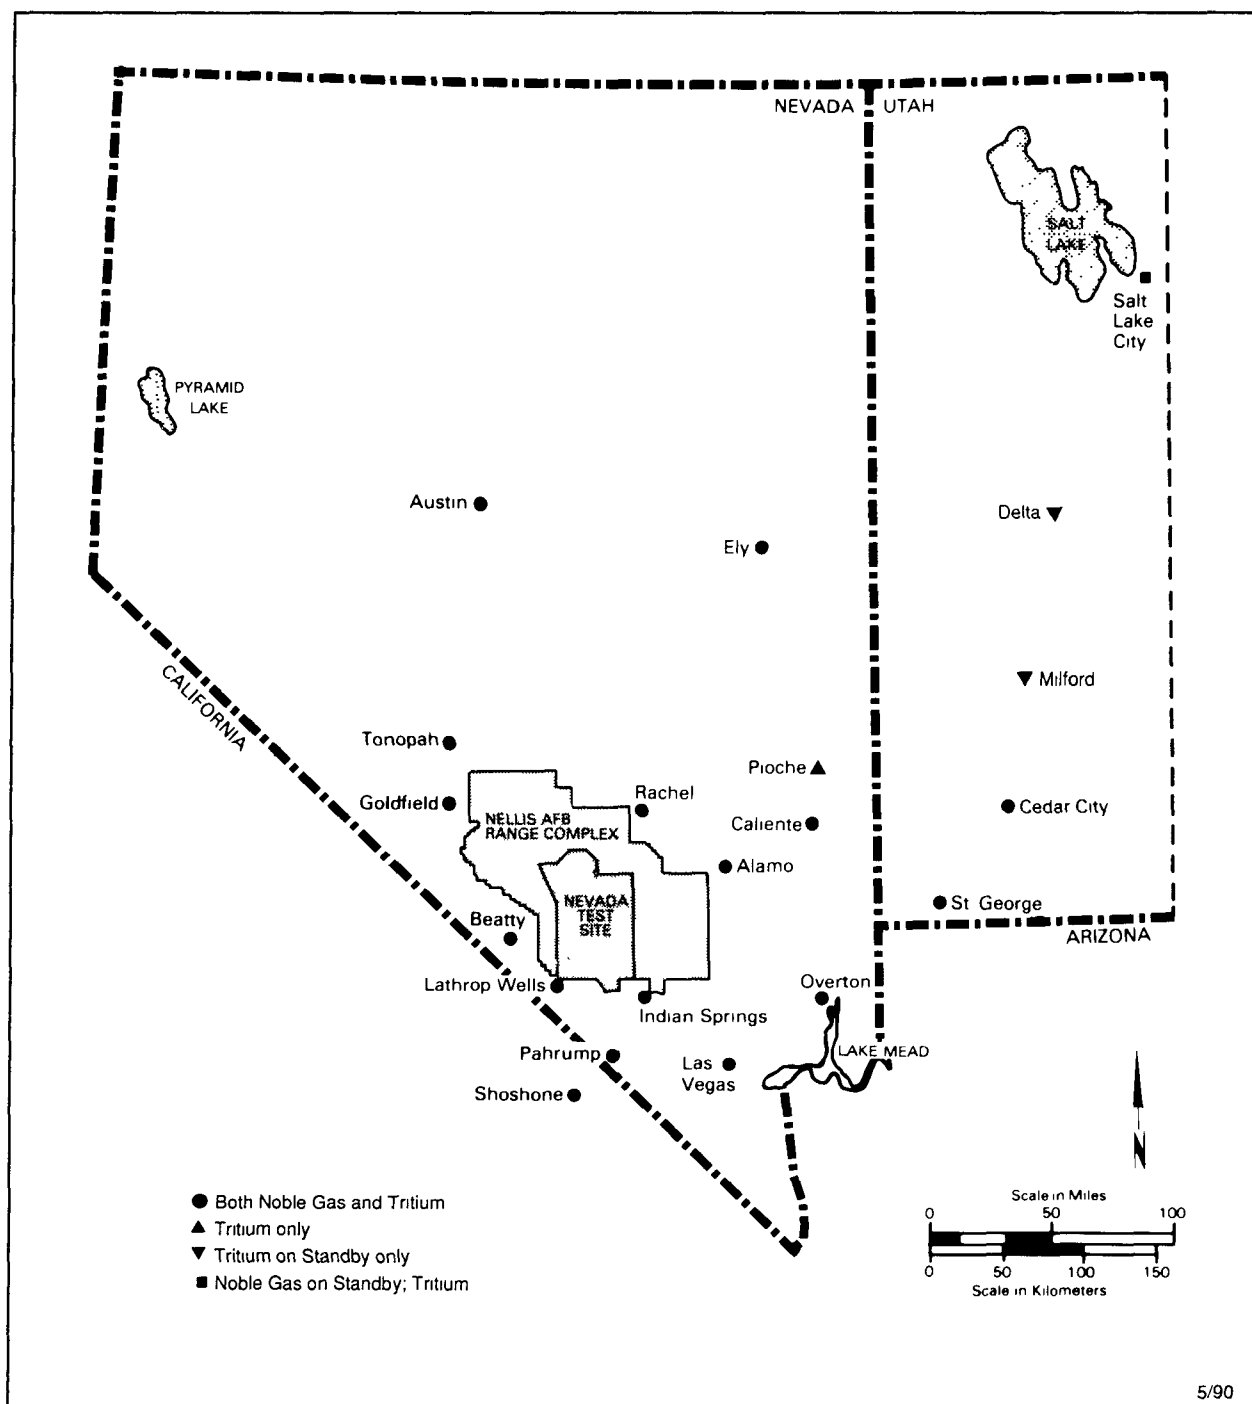 NEVADA
UTAH
SALT
LAKE
Salt
Lake
City
PYRAMID
LAKE
Austin
Delta
Ely
CALIFORNIA
Milford
Tonopah
Pioche
Goldfield
Rachel
Cedar City
NELLIS AFB
RANGE COMPLEX
Caliente
Alamo
NEVADA
TEST
SITE
St George
Beatty
ARIZONA
Lathrop Wells
Overton
Indian Springs
Pahrump
Las
Vegas
LAKE MEAD
Shoshone
N
Both Noble Gas and Tritium
Tritium only
Tritium on Standby only
Noble Gas on Standby; Tritium
Scale in Miles
0 50 100
0 50 100 150
Scale in Kilometers
5/90